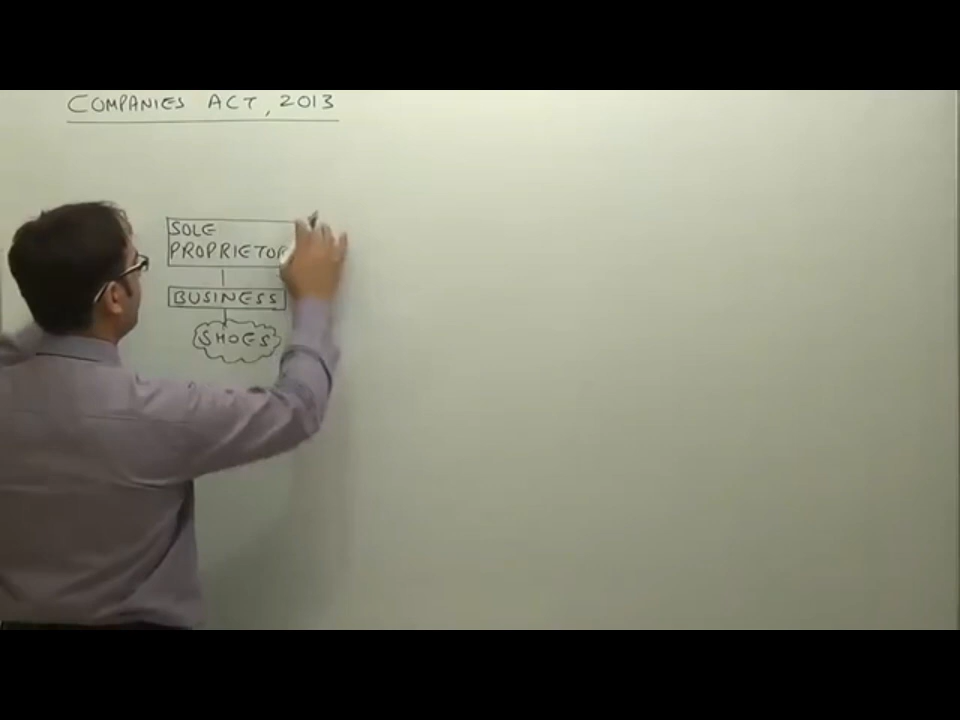 COMPANIES ACT, 2013
SOLE
PROPRIETOR
BUSINESS
SHOES